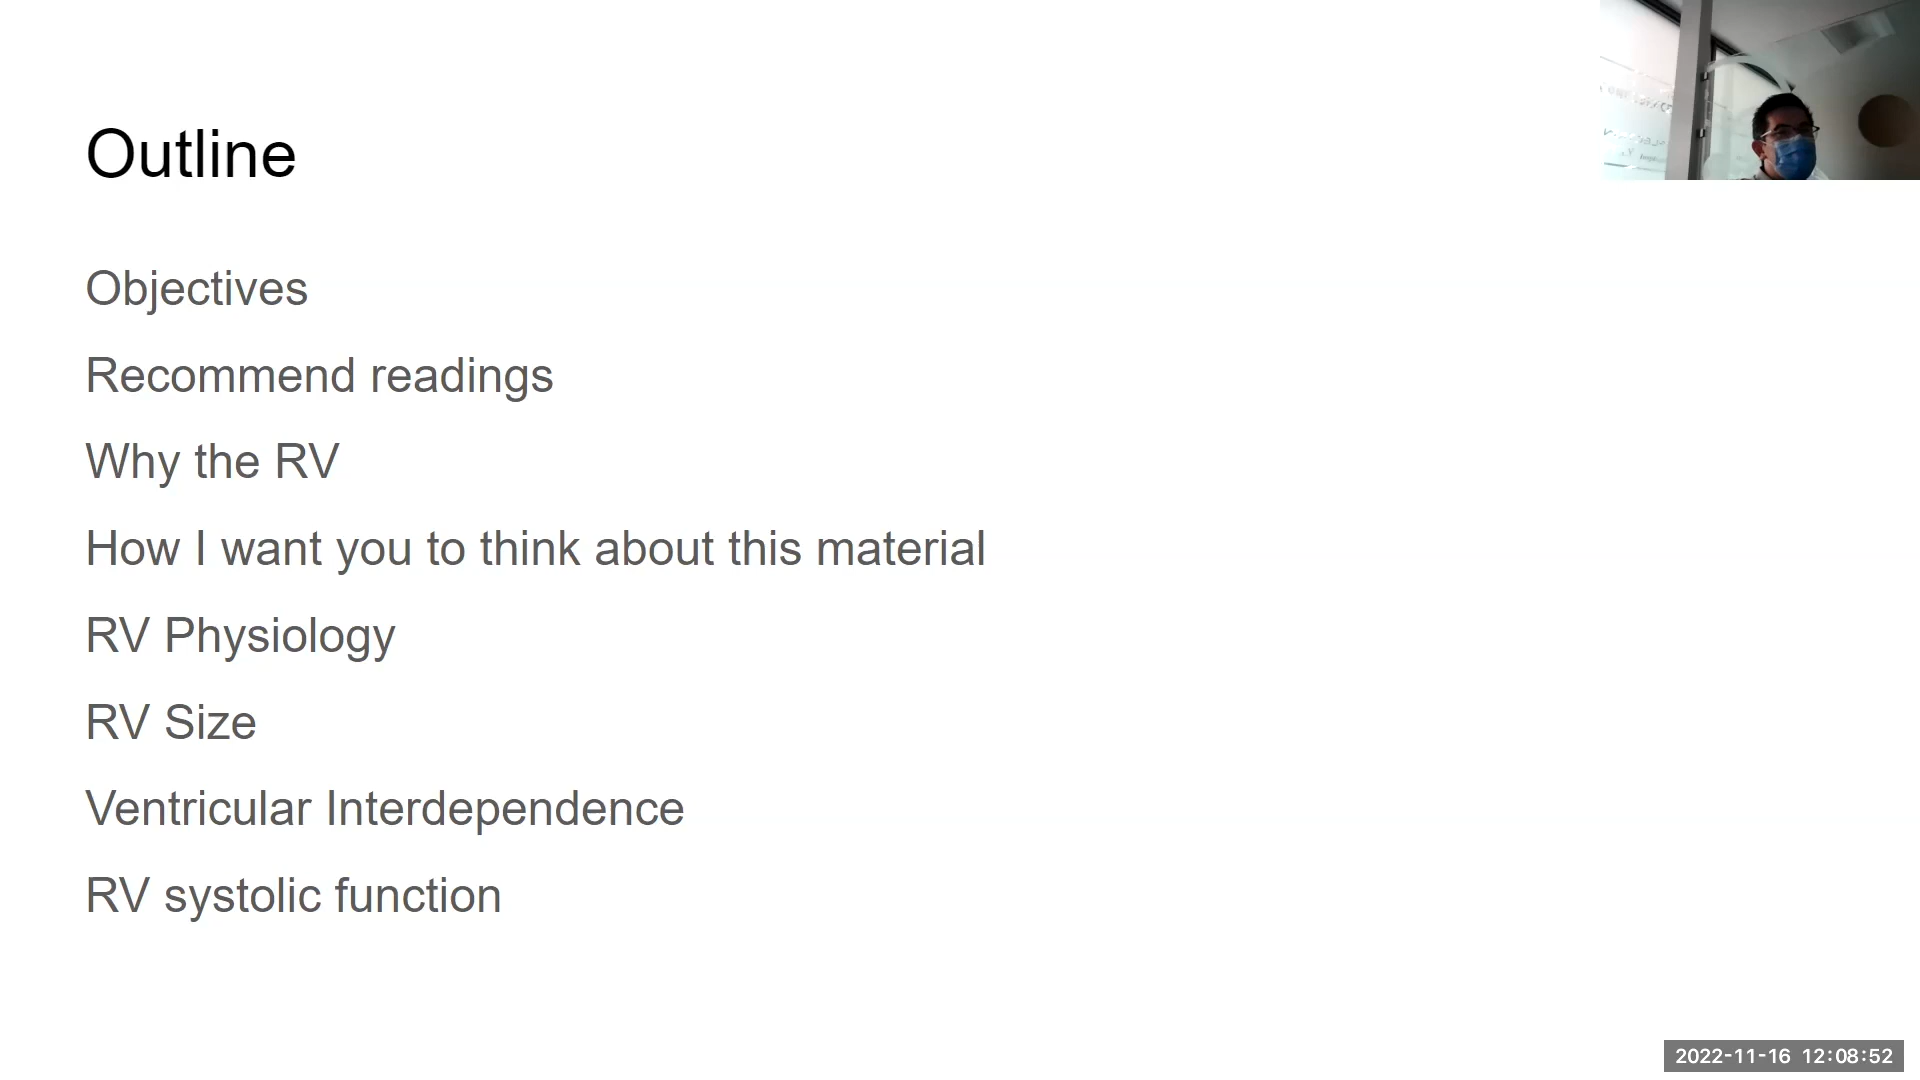 Outline
Objectives
Recommend readings
Why the RV
How I want you to think about this material
RV Physiology
RV Size
Ventricular Interdependence
RV systolic function
2022-11-16 12:08:52